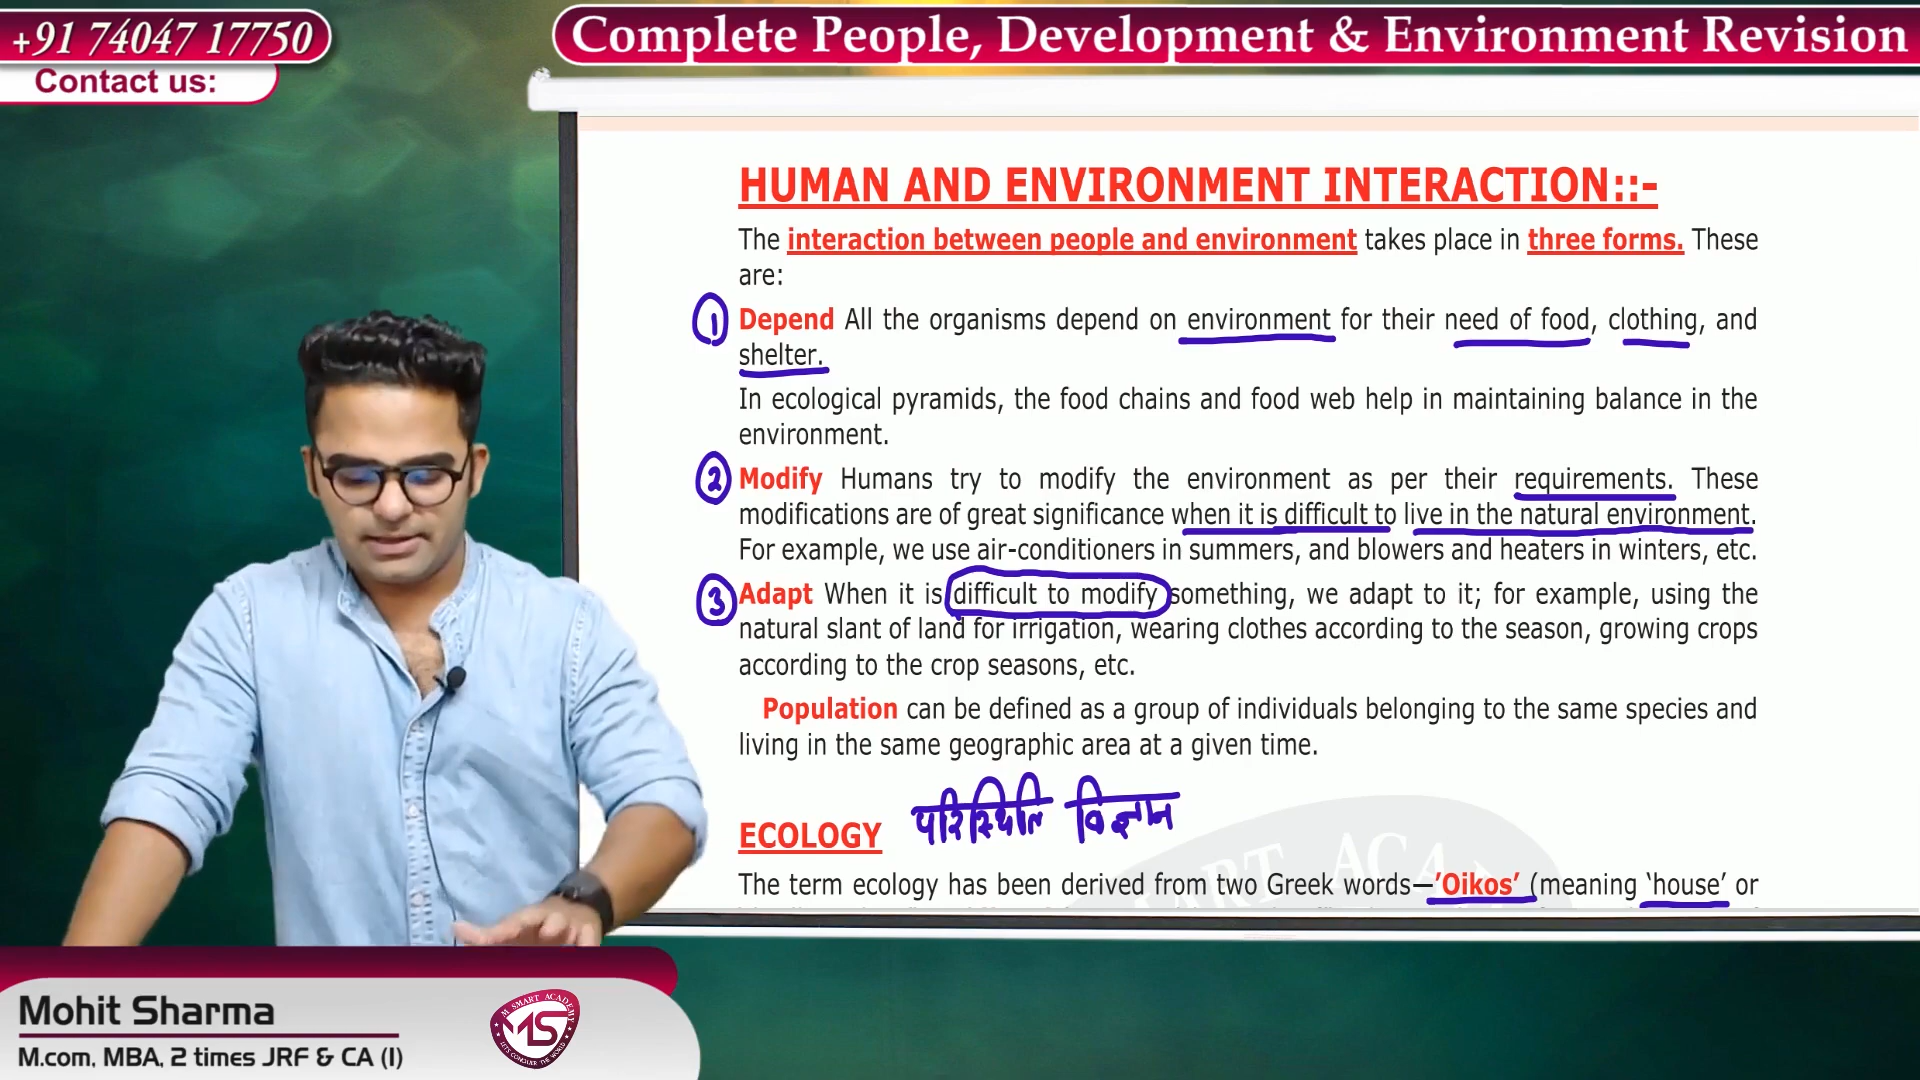 +91 74047 17750
Contact us:
Complete People, Development & Environment Revision
HUMAN AND ENVIRONMENT INTERACTION::-
The interaction between people and environment takes place in three forms. These
are:
1 Depend All the organisms depend on environment for their need of food, clothing, and
shelter.
In ecological pyramids, the food chains and food web help in maintaining balance in the
environment.
2 Modify Humans try to modify the environment as per their requirements. These
modifications are of great significance when it is difficult to live in the natural environment.
For example, we use air-conditioners in summers, and blowers and heaters in winters, etc.
3 Adapt When it is difficult to modify something, we adapt to it; for example, using the
natural slant of land for irrigation, wearing clothes according to the season, growing crops
according to the crop seasons, etc.
Population can be defined as a group of individuals belonging to the same species and
living in the same geographic area at a given time.
ECOLOGY परिस्थिति विज्ञान
The term ecology has been derived from two Greek words—'Oikos' (meaning ‘house’ or
ART ACA
Mohit Sharma
M.com, MBA, 2 times JRF & CA (I)
M SMART ACADEMY
MS
LETS CONQUER THE WORLD